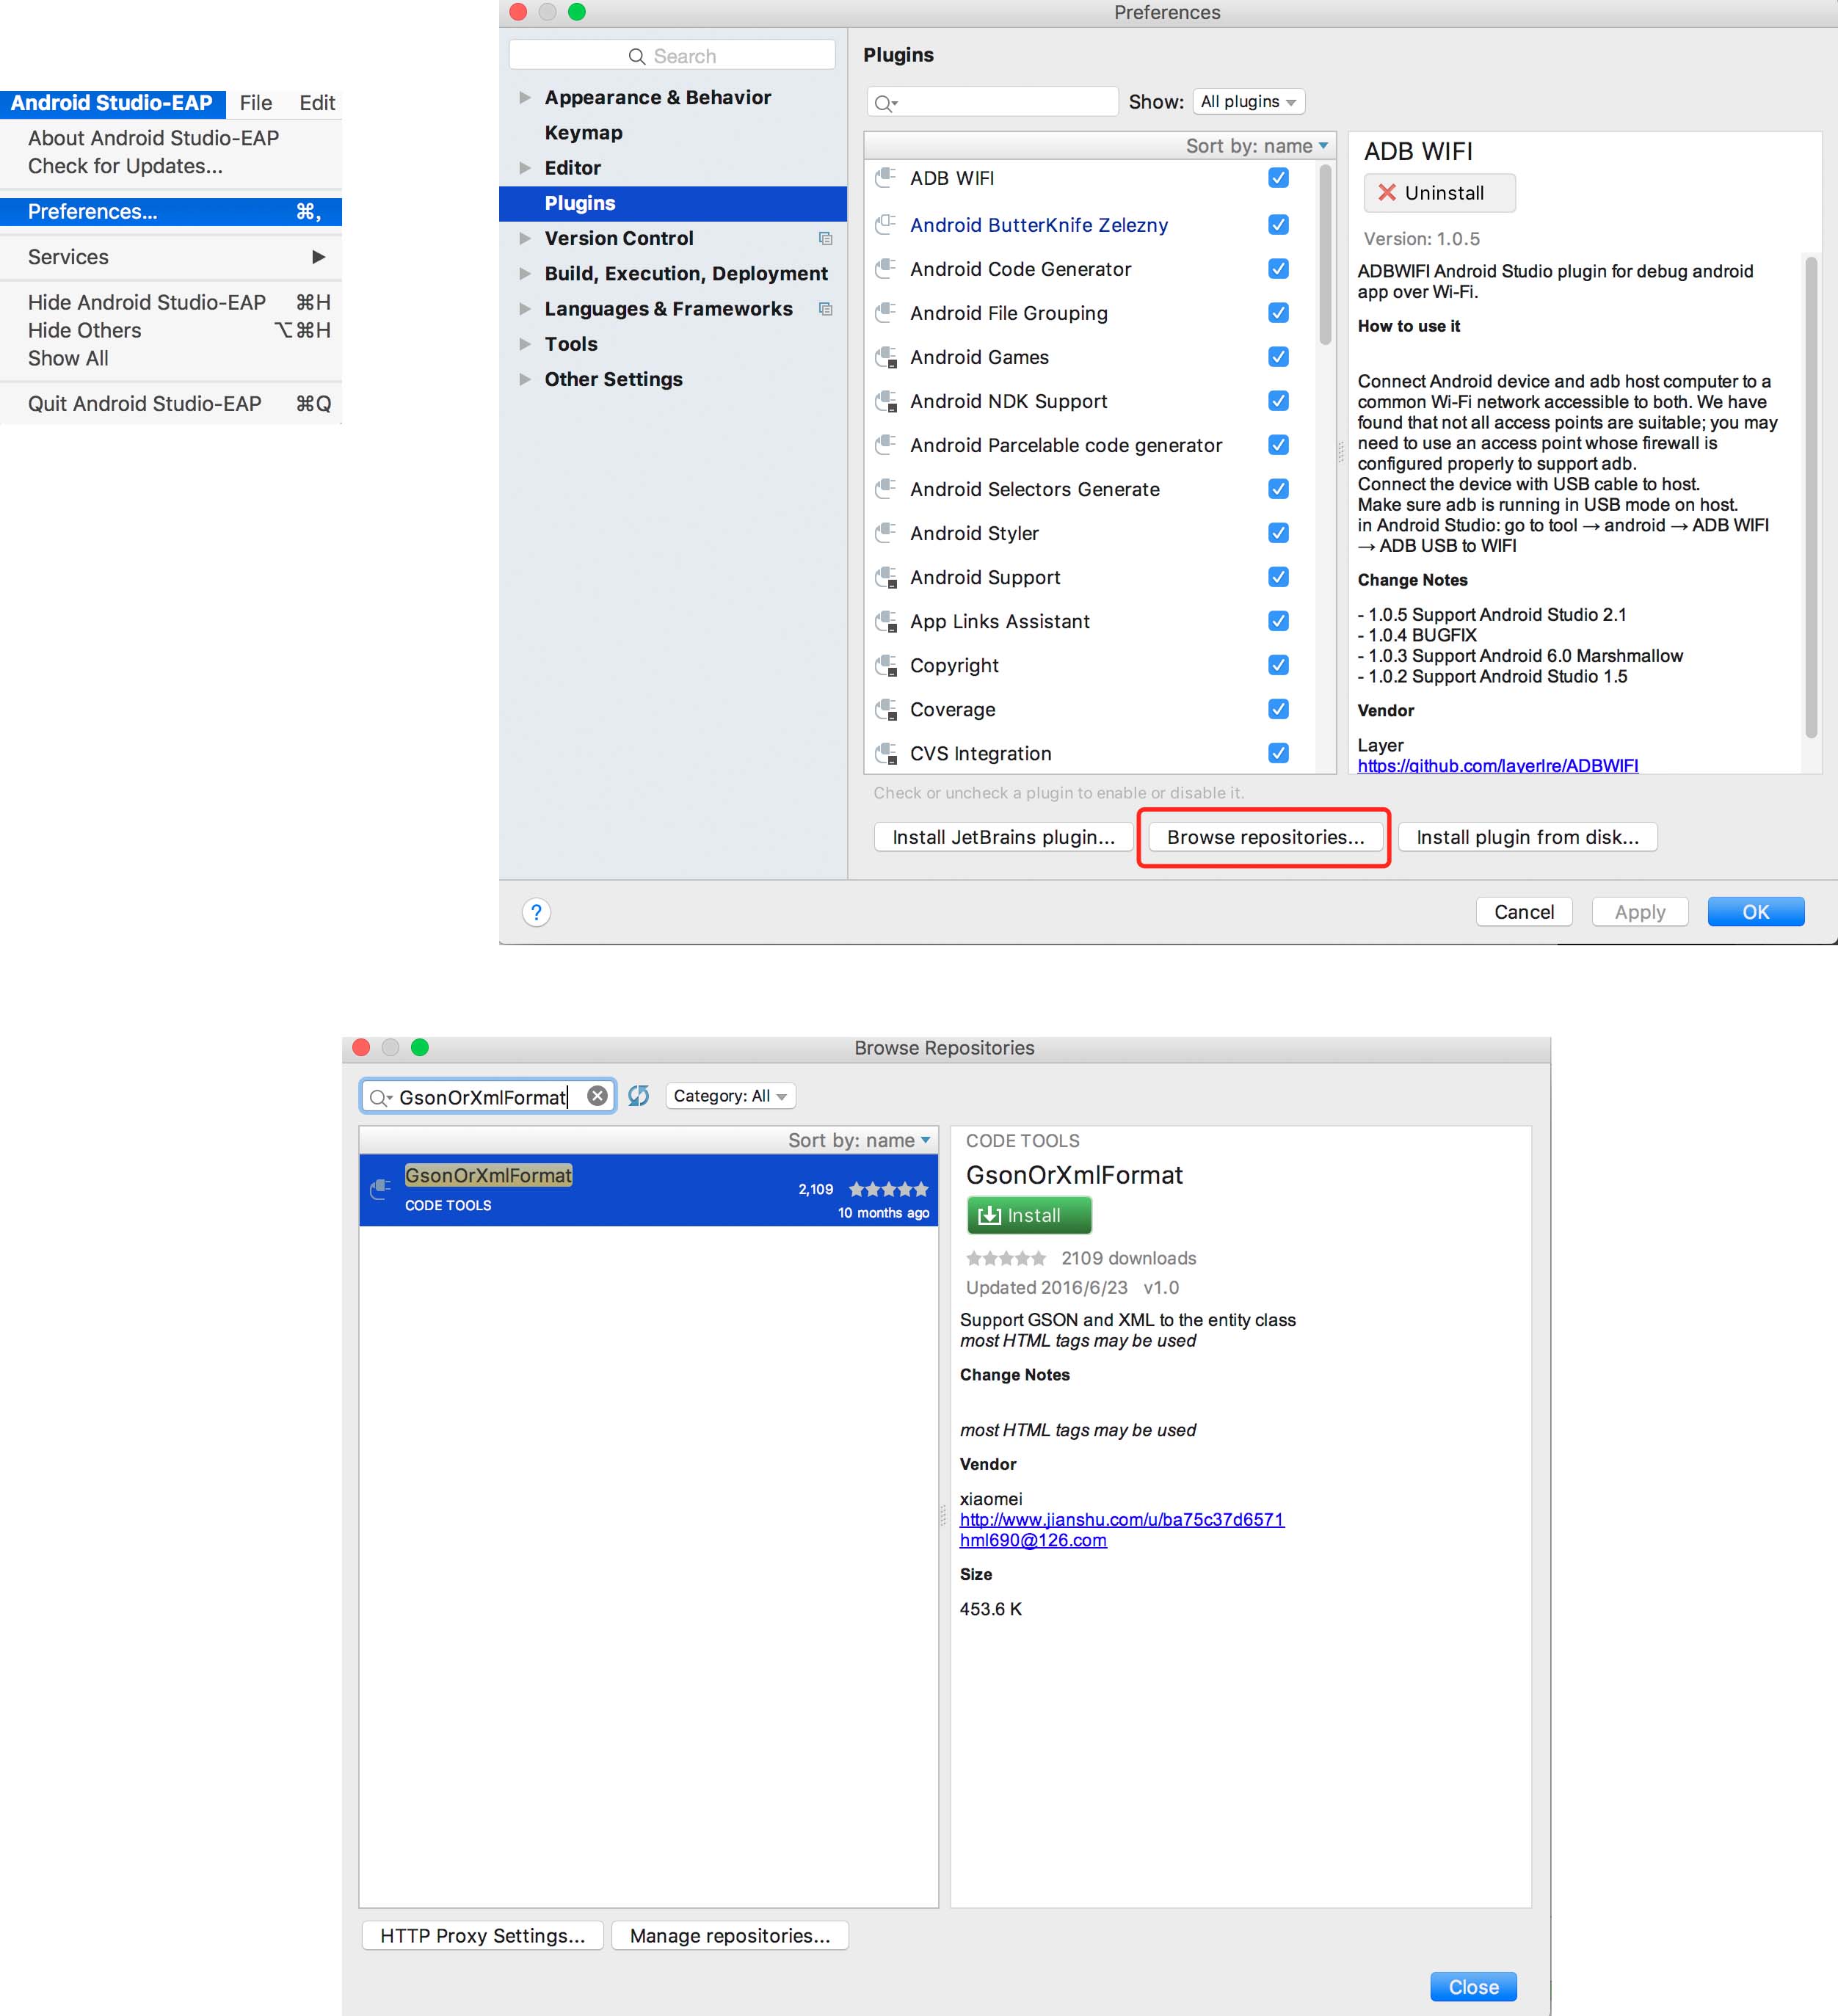 Android Studio-EAP File Edit
About Android Studio-EAP
Check for Updates...
Preferences... ⌘,
Services ▶
Hide Android Studio-EAP ⌘H
Hide Others ⌥⌘H
Show All
Quit Android Studio-EAP ⌘Q
Preferences
Search
Appearance & Behavior
Keymap
Editor
Plugins
Version Control
Build, Execution, Deployment
Languages & Frameworks
Tools
Other Settings
Plugins
Show: All plugins
Sort by: name
ADB WIFI
Android ButterKnife Zelezny
Android Code Generator
Android File Grouping
Android Games
Android NDK Support
Android Parcelable code generator
Android Selectors Generate
Android Styler
Android Support
App Links Assistant
Copyright
Coverage
CVS Integration
ADB WIFI
Uninstall
Version: 1.0.5
ADBWIFI Android Studio plugin for debug android
app over Wi-Fi.
How to use it
Connect Android device and adb host computer to a
common Wi-Fi network accessible to both. We have
found that not all access points are suitable; you may
need to use an access point whose firewall is
configured properly to support adb.
Connect the device with USB cable to host.
Make sure adb is running in USB mode on host.
in Android Studio: go to tool → android → ADB WIFI
→ ADB USB to WIFI
Change Notes
- 1.0.5 Support Android Studio 2.1
- 1.0.4 BUGFIX
- 1.0.3 Support Android 6.0 Marshmallow
- 1.0.2 Support Android Studio 1.5
Vendor
Layer
https://github.com/layerlre/ADBWIFI
Check or uncheck a plugin to enable or disable it.
Install JetBrains plugin... Browse repositories... Install plugin from disk...
? Cancel Apply OK
Browse Repositories
GsonOrXmlFormat Category: All
Sort by: name
GsonOrXmlFormat
2,109
CODE TOOLS
10 months ago
CODE TOOLS
GsonOrXmlFormat
Install
2109 downloads
Updated 2016/6/23 v1.0
Support GSON and XML to the entity class
most HTML tags may be used
Change Notes
most HTML tags may be used
Vendor
xiaomei
http://www.jianshu.com/u/ba75c37d6571
hml690@126.com
Size
453.6 K
HTTP Proxy Settings... Manage repositories...
Close